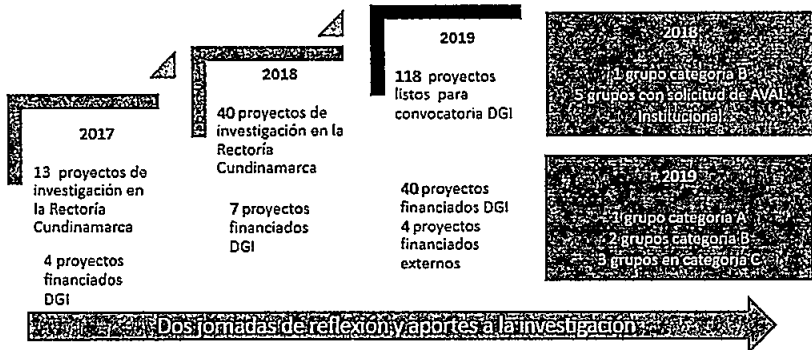 2017
13 proyectos de
investigación en
la Rectoría
Cundinamarca
4 proyectos
financiados
DGI
2018
40 proyectos de
investigación en la
Rectoría
Cundinamarca
7 proyectos
financiados
DGI
2019
118 proyectos
listos para
convocatoria DGI
40 proyectos
financiados DGI
4 proyectos
financiados
externos
2018
1 grupo categoría B
5 grupos con solicitud de AVAL
Institucional
2019
1 grupo categoría A
2 grupos categoría B
3 grupos en categoría C
Dos jornadas de reflexión y aportes a la investigación